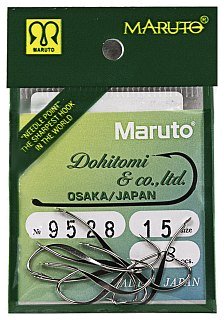 MARUTO
MARUTO®
"NEEDLE POINT"
THE SHARPEST HOOK
IN THE WORLD
Maruto®
Dohitomi
& co., ltd.
OSAKA/JAPAN
№ 9528 15 size
JAPAN